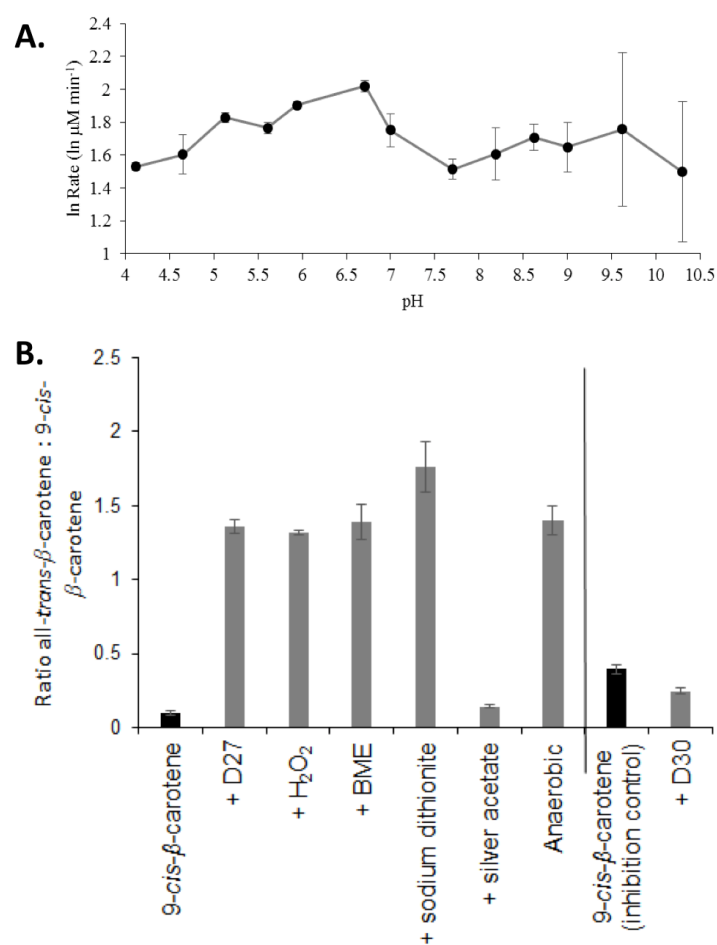 A.
ln Rate (ln µM min⁻¹)
2.4
2.2
2
1.8
1.6
1.4
1.2
1
4
4.5
5
5.5
6
6.5
7
7.5
8
8.5
9
9.5
10
10.5
pH
B.
Ratio all-trans-β-carotene : 9-cis-
β-carotene
2.5
2
1.5
1
0.5
0
9-cis-β-carotene
+ D27
+ H₂O₂
+ BME
+ sodium dithionite
+ silver acetate
Anaerobic
9-cis-β-carotene
(inhibition control)
+ D30